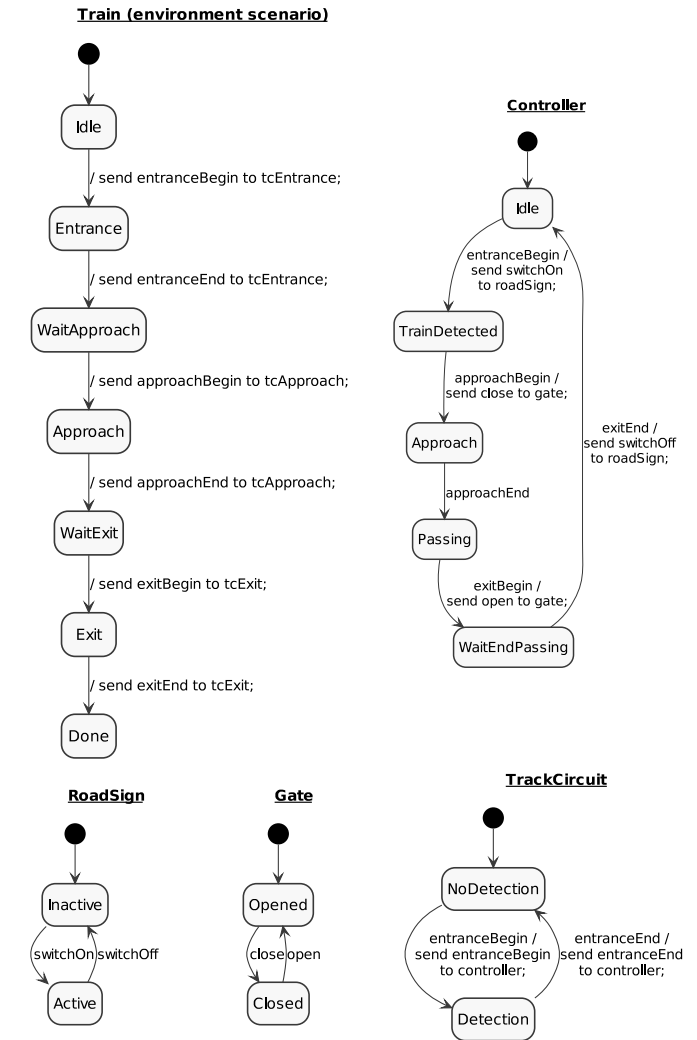 Train (environment scenario)
Idle
/ send entranceBegin to tcEntrance;
Entrance
/ send entranceEnd to tcEntrance;
WaitApproach
/ send approachBegin to tcApproach;
Approach
/ send approachEnd to tcApproach;
WaitExit
/ send exitBegin to tcExit;
Exit
/ send exitEnd to tcExit;
Done
Controller
Idle
entranceBegin /
send switchOn
to roadSign;
TrainDetected
approachBegin /
send close to gate;
Approach
approachEnd
Passing
exitBegin /
send open to gate;
WaitEndPassing
exitEnd /
send switchOff
to roadSign;
RoadSign
Inactive
switchOn
switchOff
Active
Gate
Opened
close
open
Closed
TrackCircuit
NoDetection
entranceBegin /
send entranceBegin
to controller;
entranceEnd /
send entranceEnd
to controller;
Detection